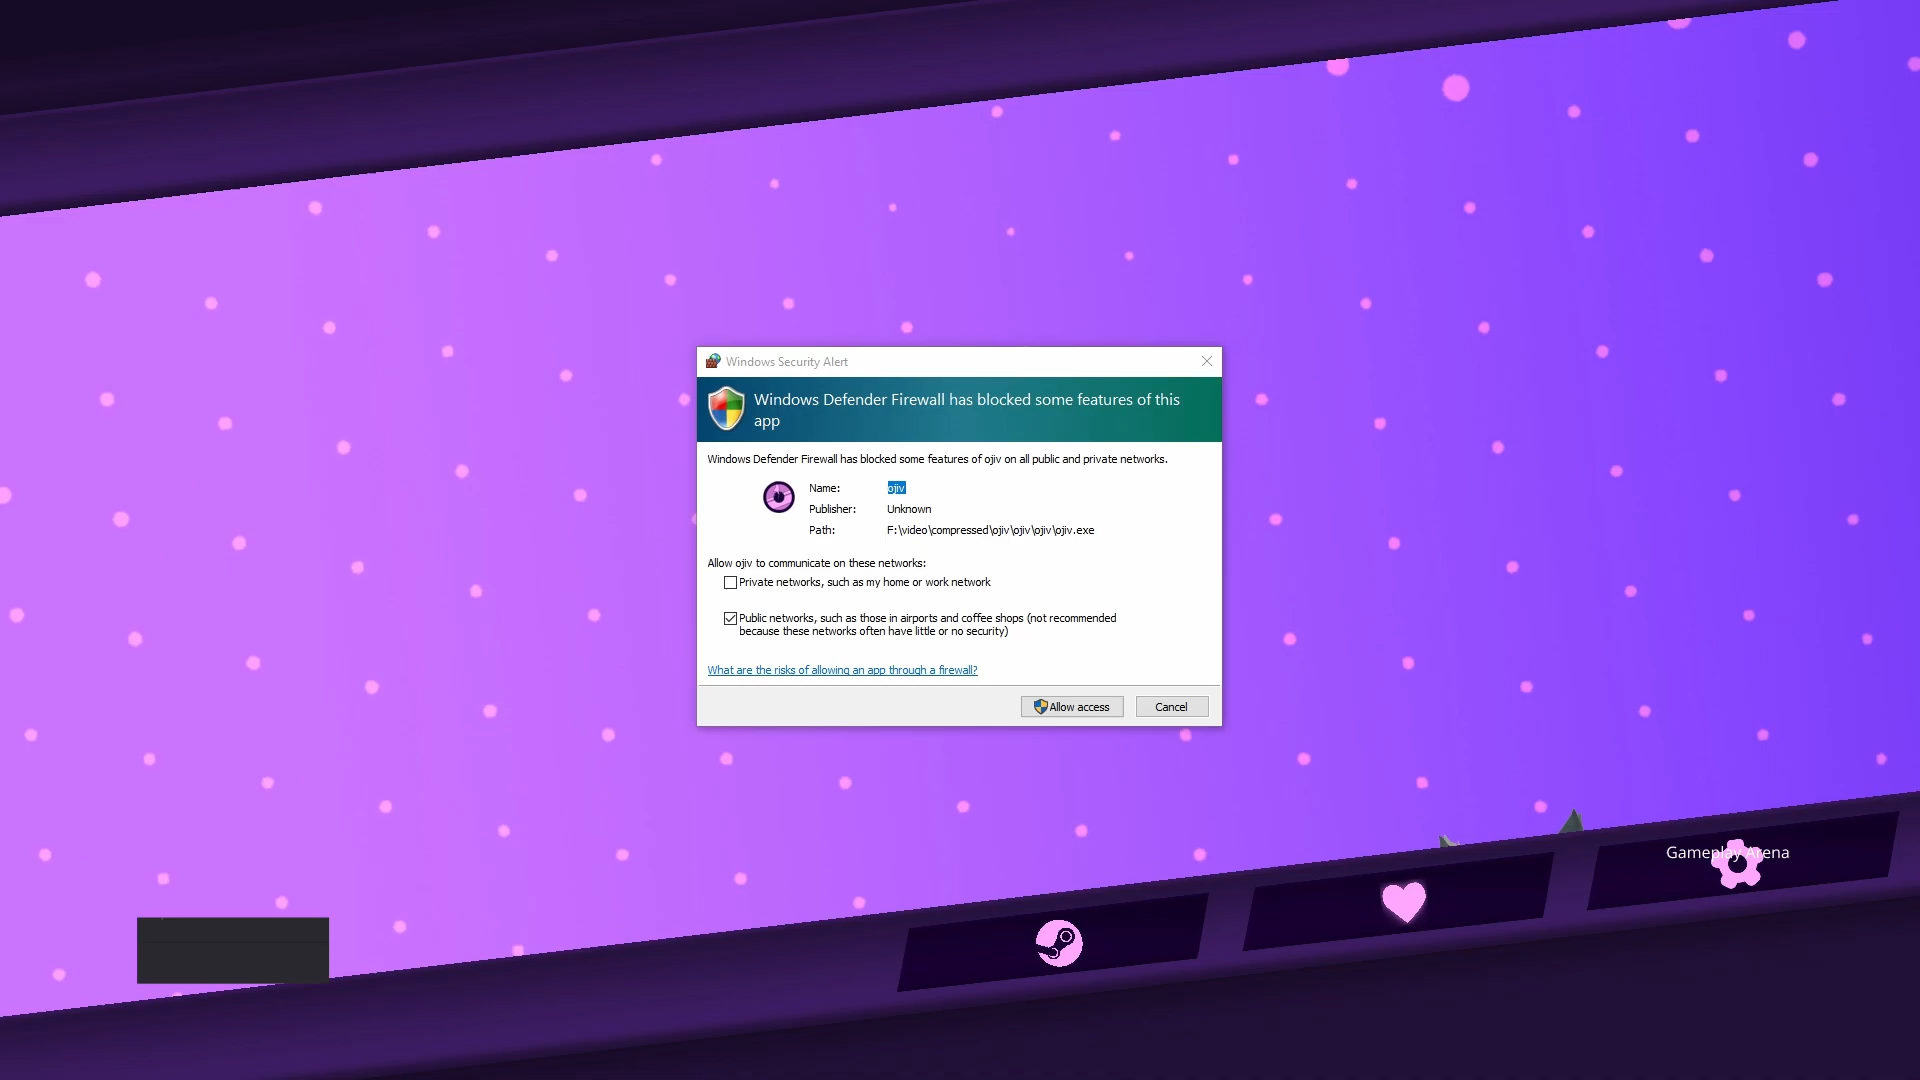 Windows Security Alert
Windows Defender Firewall has blocked some features of this
app
Windows Defender Firewall has blocked some features of ojiv on all public and private networks.
Name: ojiv
Publisher: Unknown
Path: F:\video\compressed\ojiv\ojiv\ojiv\ojiv.exe
Allow ojiv to communicate on these networks:
Private networks, such as my home or work network
Public networks, such as those in airports and coffee shops (not recommended
because these networks often have little or no security)
What are the risks of allowing an app through a firewall?
Allow access Cancel
Gameplay Arena